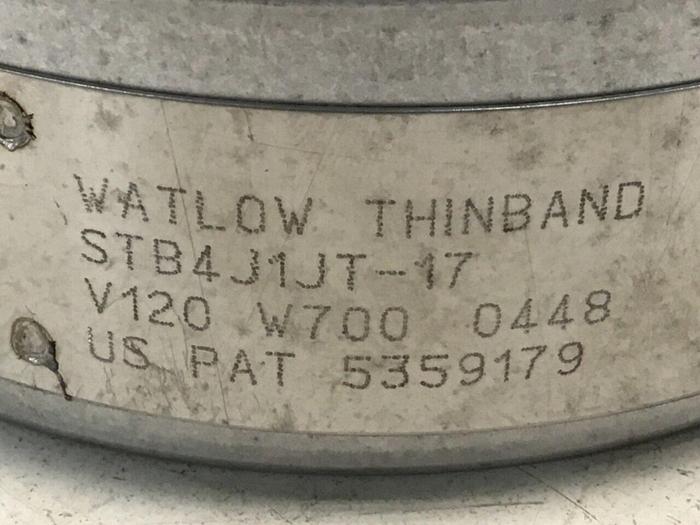 WATLOW THINBAND
STB4J1JT-17
V120 W700 0448
US PAT 5359179